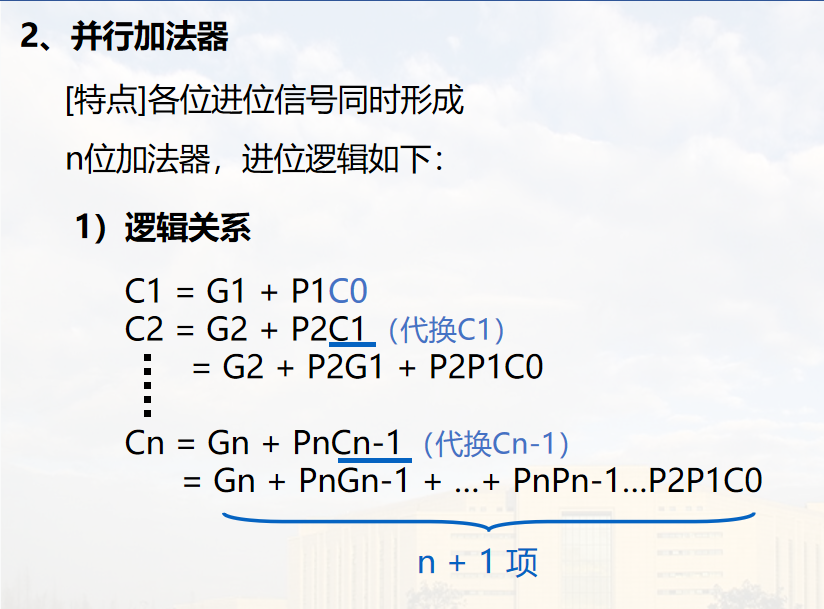 2、并行加法器
[特点]各位进位信号同时形成
n位加法器，进位逻辑如下：
1）逻辑关系
C1 = G1 + P1C0
C2 = G2 + P2C1（代换C1）
= G2 + P2G1 + P2P1C0
Cn = Gn + PnCn-1（代换Cn-1）
= Gn + PnGn-1 + ...+ PnPn-1...P2P1C0
n + 1 项